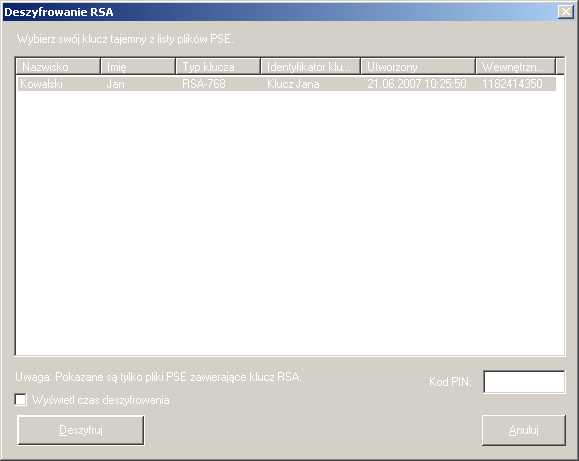 Deszyfrowanie RSA
Wybierz swój klucz tajemny z listy plików PSE.
Nazwisko Imię Typ klucza Identyfikator klu... Utworzony Wewnętrzn...
Kowalski Jan RSA-768 Klucz Jana 21.06.2007 10:25:50 1182414350
Uwaga: Pokazane są tylko pliki PSE zawierające klucz RSA.
Kod PIN:
Wyświetl czas deszyfrowania
Deszyfruj Anuluj